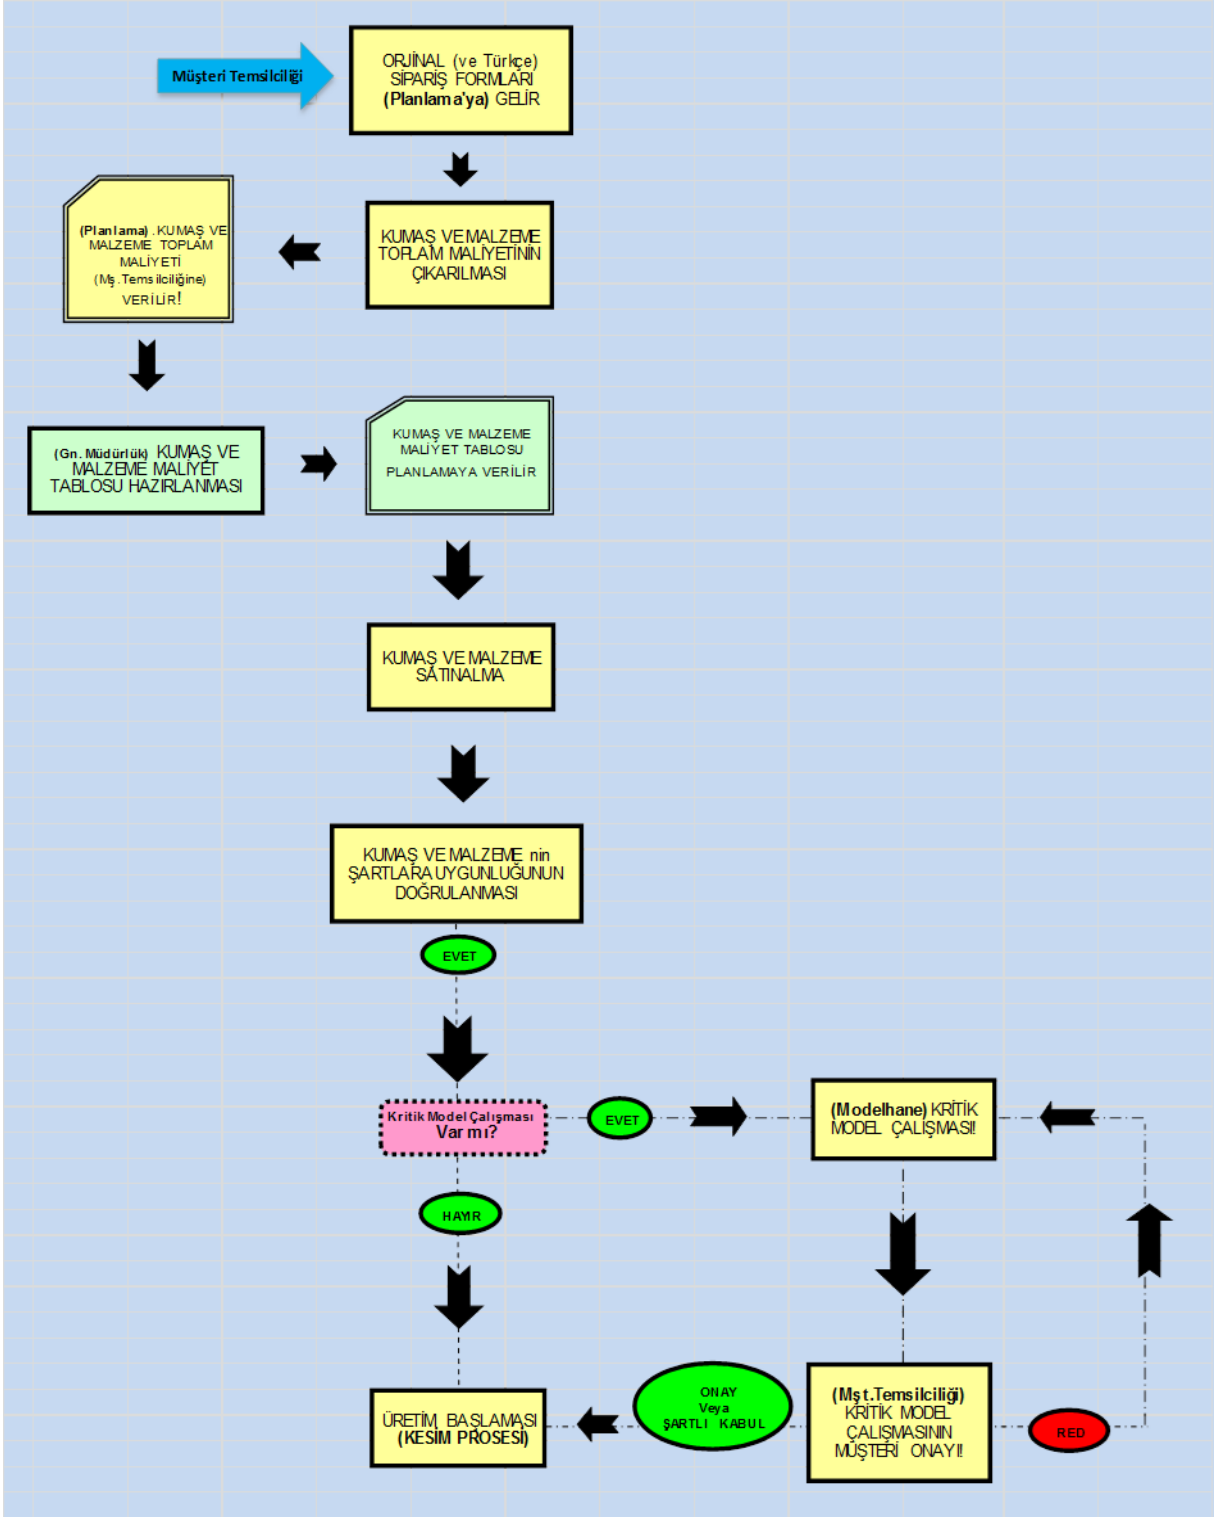 Müşteri Temsilciliği
ORJİNAL (ve Türkçe)
SİPARİŞ FORMLARI
(Planlama'ya) GELİR
KUMAŞ VE MALZEME
TOPLAM MALİYETİNİN
ÇIKARILMASI
(Planlama) .KUMAŞ VE
MALZEME TOPLAM
MALİYETİ
(Mş.Temsilciliğine)
VERİLİR!
(Gn. Müdürlük) KUMAŞ VE
MALZEME MALİYET
TABLOSU HAZIRLANMASI
KUMAŞ VE MALZEME
MALİYET TABLOSU
PLANLAMAYA VERİLİR
KUMAŞ VE MALZEME
SATINALMA
KUMAŞ VE MALZEME nin
ŞARTLARA UYGUNLUĞUNUN
DOĞRULANMASI
EVET
Kritik Model Çalışması
Var mı?
EVET
(Modelhane) KRİTİK
MODEL ÇALIŞMASI!
HAYIR
ÜRETİM BAŞLAMASI
(KESİM PROSESİ)
ONAY
Veya
ŞARTLI KABUL
(Mşt.Temsilciliği)
KRİTİK MODEL
ÇALIŞMASININ
MÜŞTERİ ONAYI!
RED